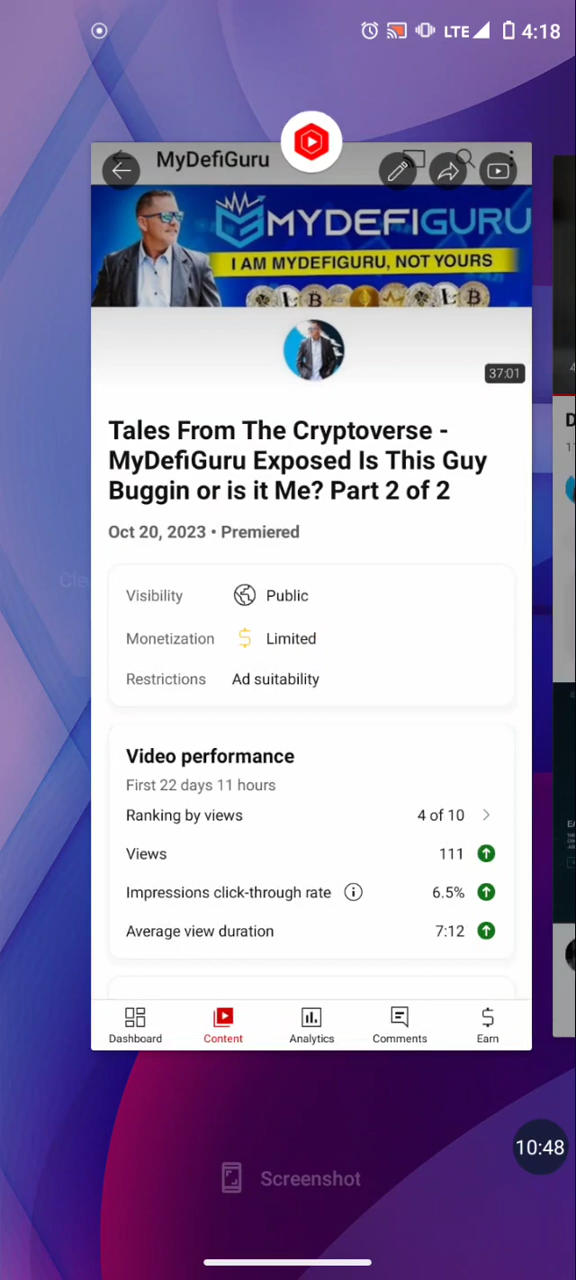 LTE 4:18
MyDefiGuru
MYDEFIGURU
I AM MYDEFIGURU, NOT YOURS
37:01
Tales From The Cryptoverse -
MyDefiGuru Exposed Is This Guy
Buggin or is it Me? Part 2 of 2
Oct 20, 2023 • Premiered
Visibility Public
Monetization Limited
Restrictions Ad suitability
Video performance
First 22 days 11 hours
Ranking by views 4 of 10
Views 111
Impressions click-through rate 6.5%
Average view duration 7:12
Dashboard Content Analytics Comments Earn
10:48
Screenshot